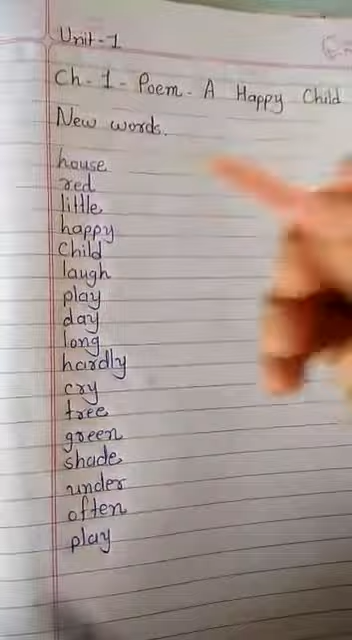 Unit-1
Ch-1-Poem-A Happy Child
New words.
house
red
little
happy
Child
laugh
play
day
long
hardly
cry
tree
green
shade
under
often
play